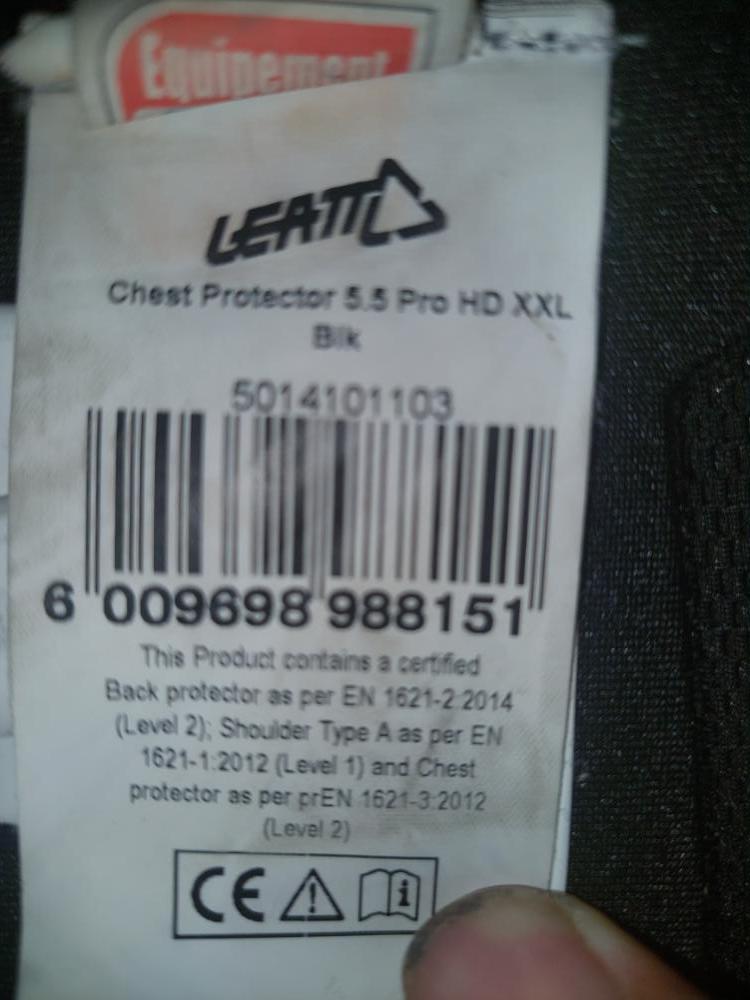 Equipement
LEATT
Chest Protector 5.5 Pro HD XXL
Blk
5014101103
6 009698 988151
This Product contains a certified
Back protector as per EN 1621-2:2014
(Level 2); Shoulder Type A as per EN
1621-1:2012 (Level 1) and Chest
protector as per prEN 1621-3:2012
(Level 2)
CE